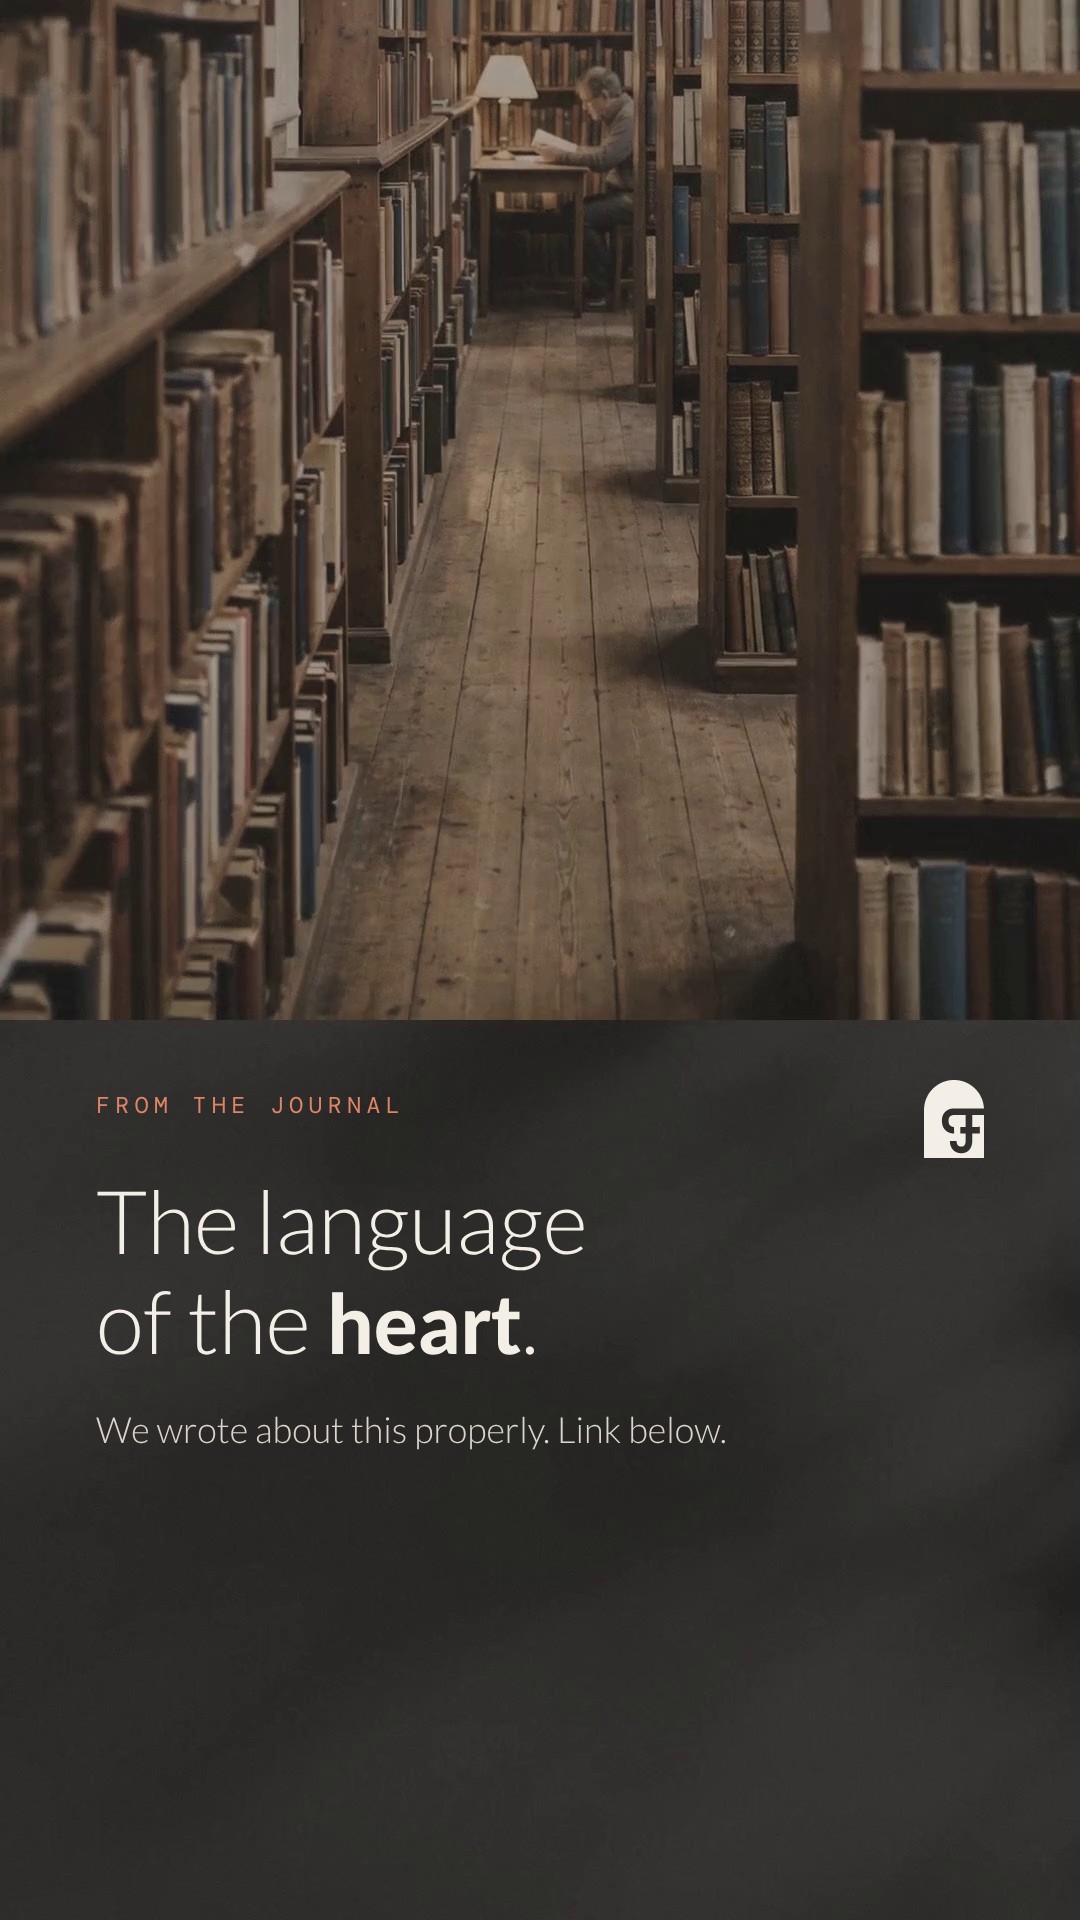 FROM THE JOURNAL
The language
of the heart.
We wrote about this properly. Link below.